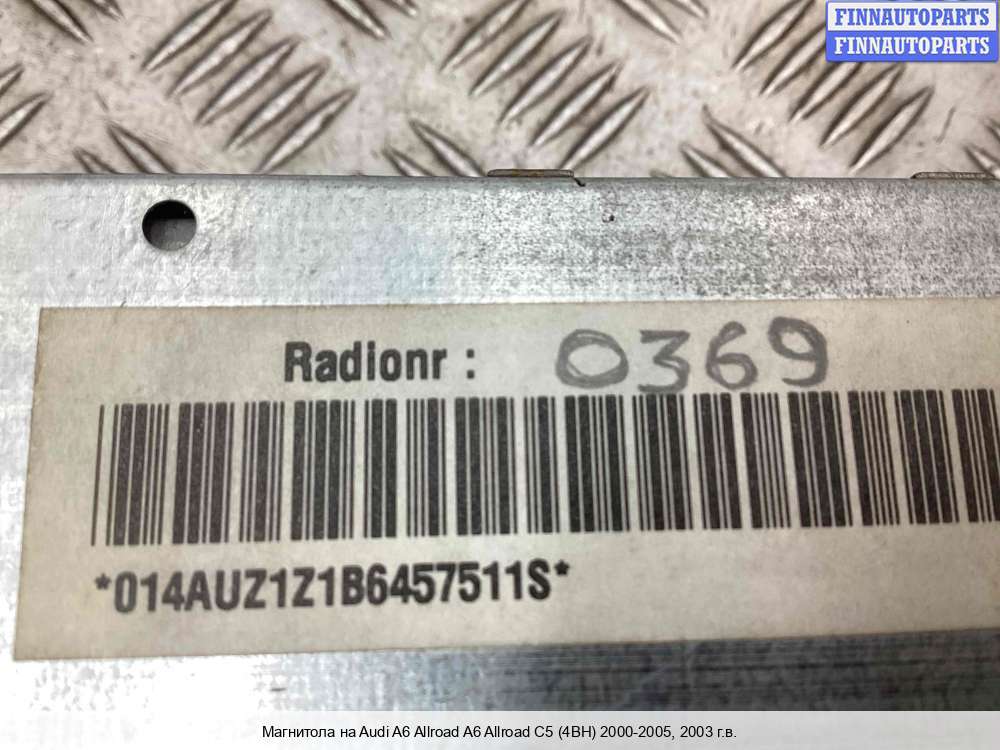 FINNAUTOPARTS
FINNAUTOPARTS
Radionr : 0369
*014AUZ1Z1B6457511S*
Магнитола на Audi A6 Allroad A6 Allroad C5 (4BH) 2000-2005, 2003 г.в.